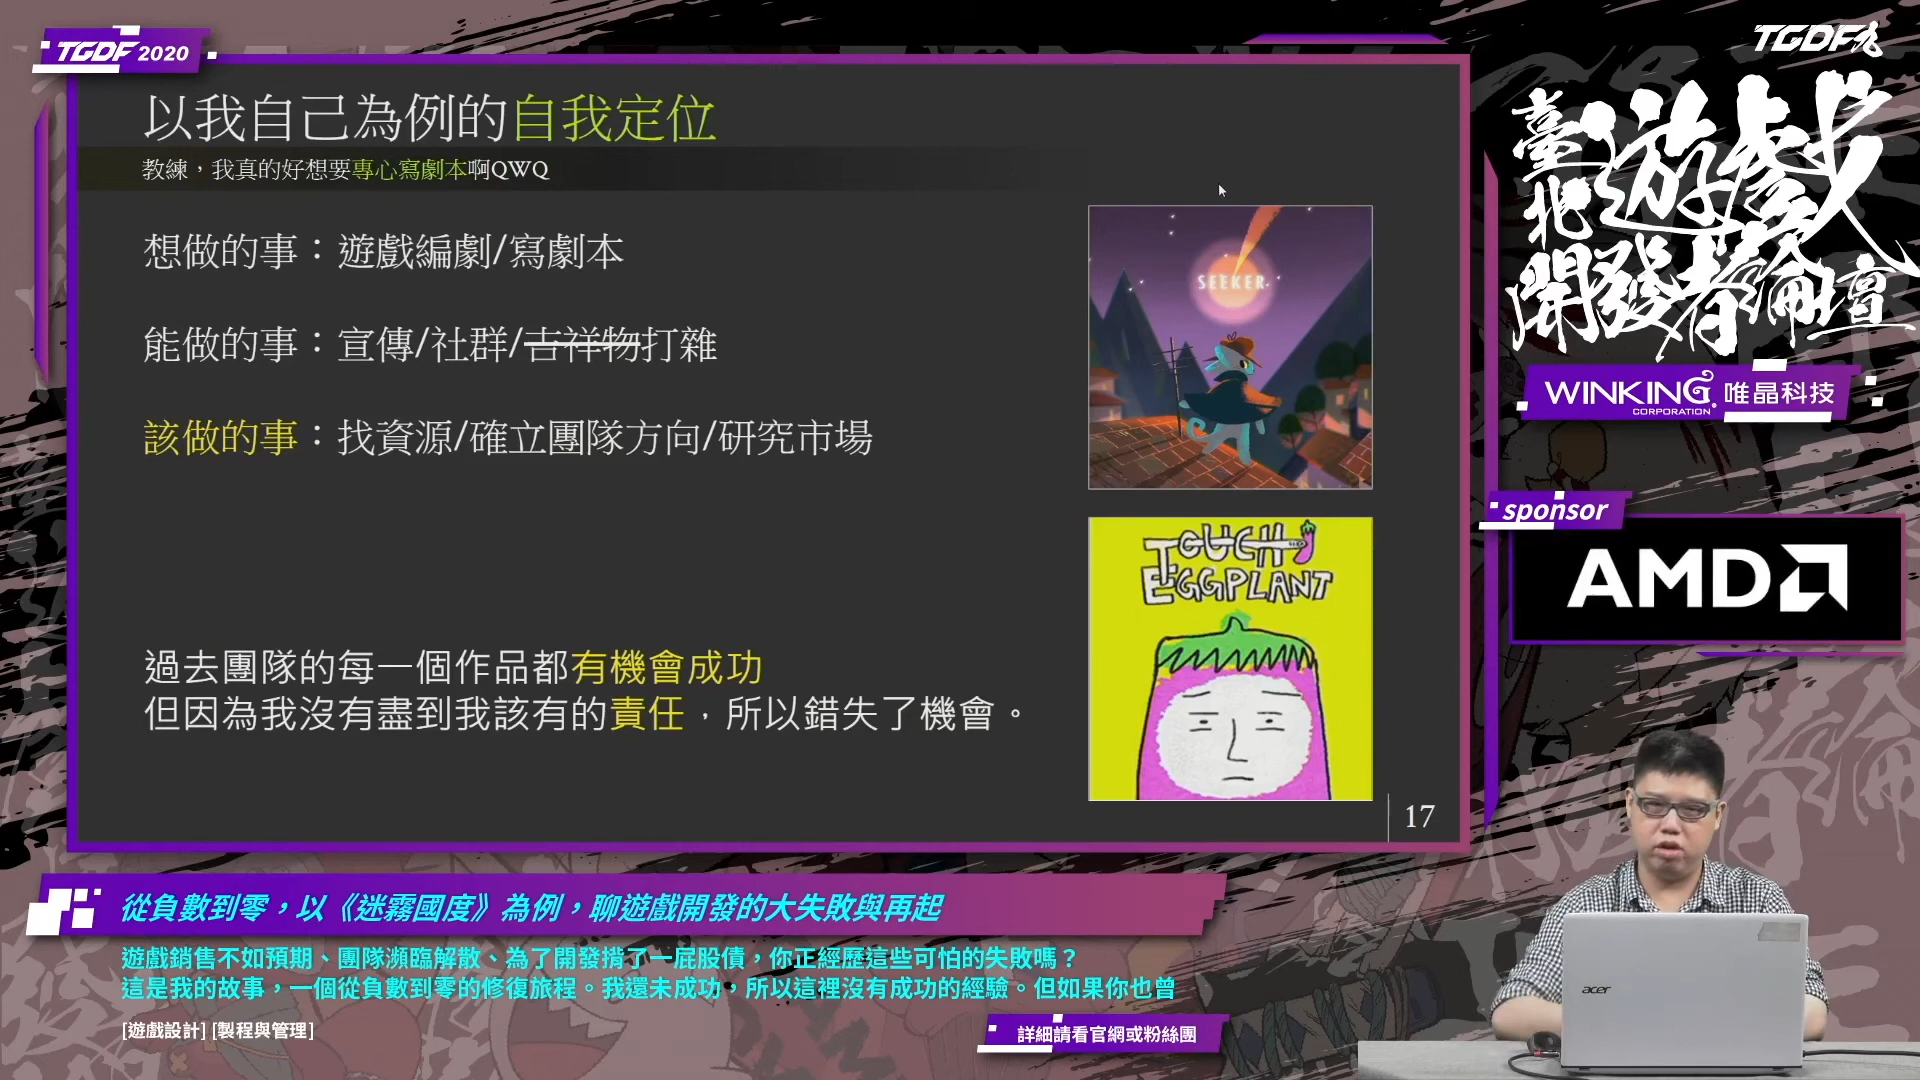 TGDF 2020
TGDF九
臺北遊戲開發者論壇
WINKING CORPORATION 唯晶科技
sponsor
AMD
以我自己為例的自我定位
教練，我真的好想要專心寫劇本啊QWQ
想做的事：遊戲編劇/寫劇本
能做的事：宣傳/社群/吉祥物打雜
該做的事：找資源/確立團隊方向/研究市場
過去團隊的每一個作品都有機會成功
但因為我沒有盡到我該有的責任，所以錯失了機會。
SEEKER
TOUCH EGGPLANT
17
從負數到零，以《迷霧國度》為例，聊遊戲開發的大失敗與再起
遊戲銷售不如預期、團隊瀕臨解散、為了開發揹了一屁股債，你正經歷這些可怕的失敗嗎？
這是我的故事，一個從負數到零的修復旅程。我還未成功，所以這裡沒有成功的經驗。但如果你也曾
[遊戲設計] [製程與管理]
詳細請看官網或粉絲團
acer